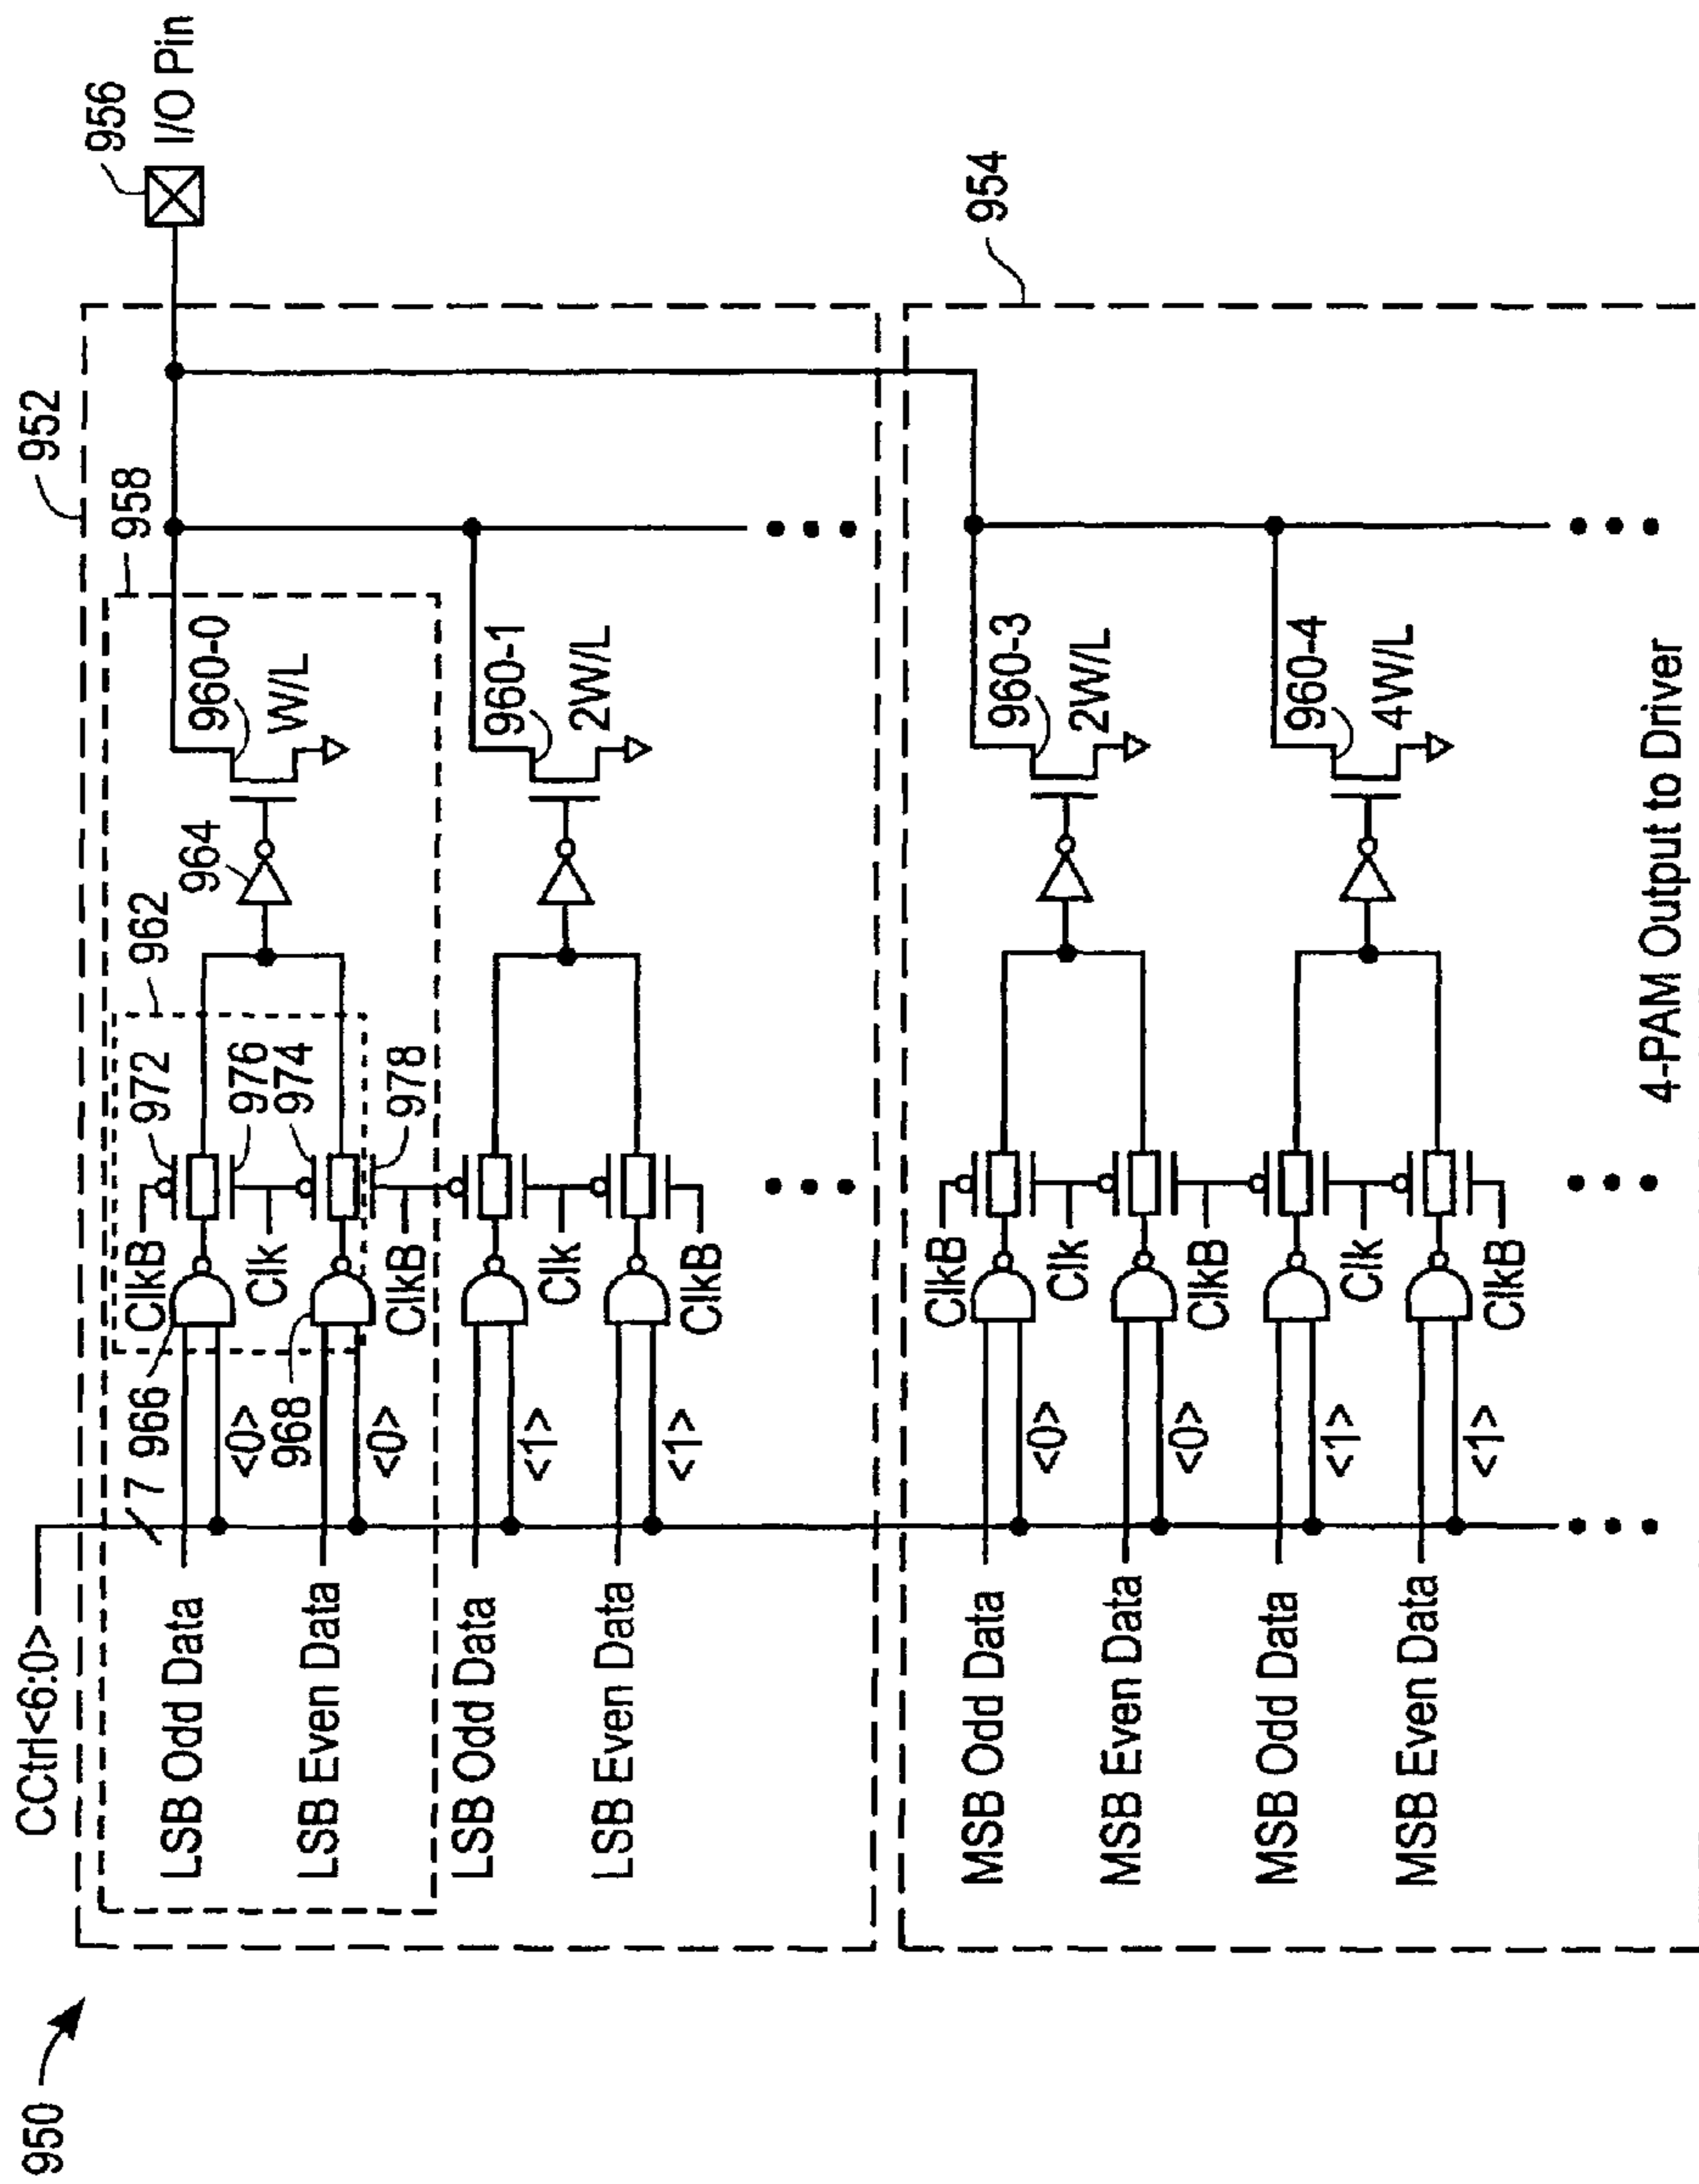 950
CCtrl<6:0>
7
952
958
962
956
I/O Pin
LSB Odd Data
966
<0>
ClkB
972
964
960-0
W/L
Clk
976
974
LSB Even Data
968
<0>
ClkB
978
LSB Odd Data
<1>
Clk
960-1
2W/L
LSB Even Data
<1>
ClkB
954
MSB Odd Data
<0>
ClkB
Clk
960-3
2W/L
MSB Even Data
<0>
ClkB
MSB Odd Data
<1>
Clk
960-4
4W/L
MSB Even Data
<1>
ClkB
4-PAM Output to Driver